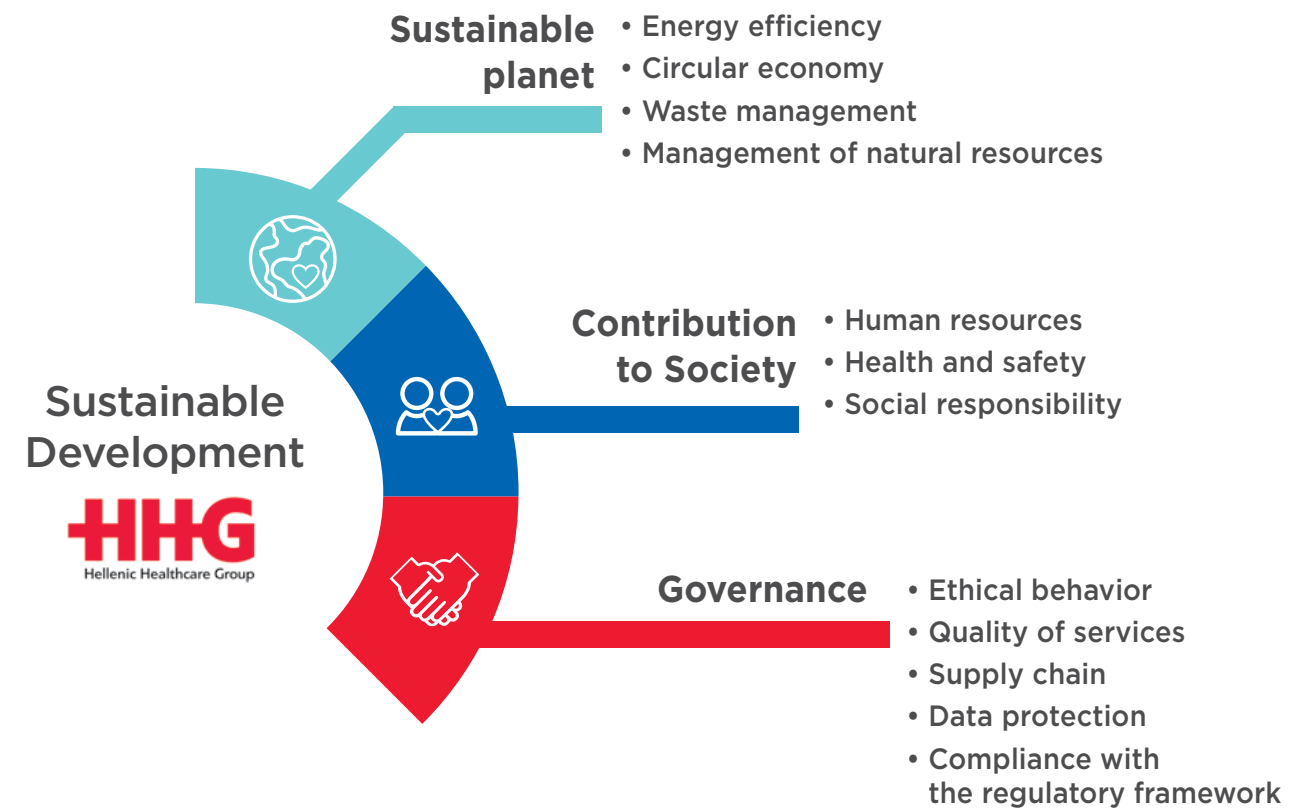 Sustainable
planet
• Energy efficiency
• Circular economy
• Waste management
• Management of natural resources
Contribution
to Society
• Human resources
• Health and safety
• Social responsibility
Sustainable
Development
HHG
Hellenic Healthcare Group
Governance
• Ethical behavior
• Quality of services
• Supply chain
• Data protection
• Compliance with
the regulatory framework